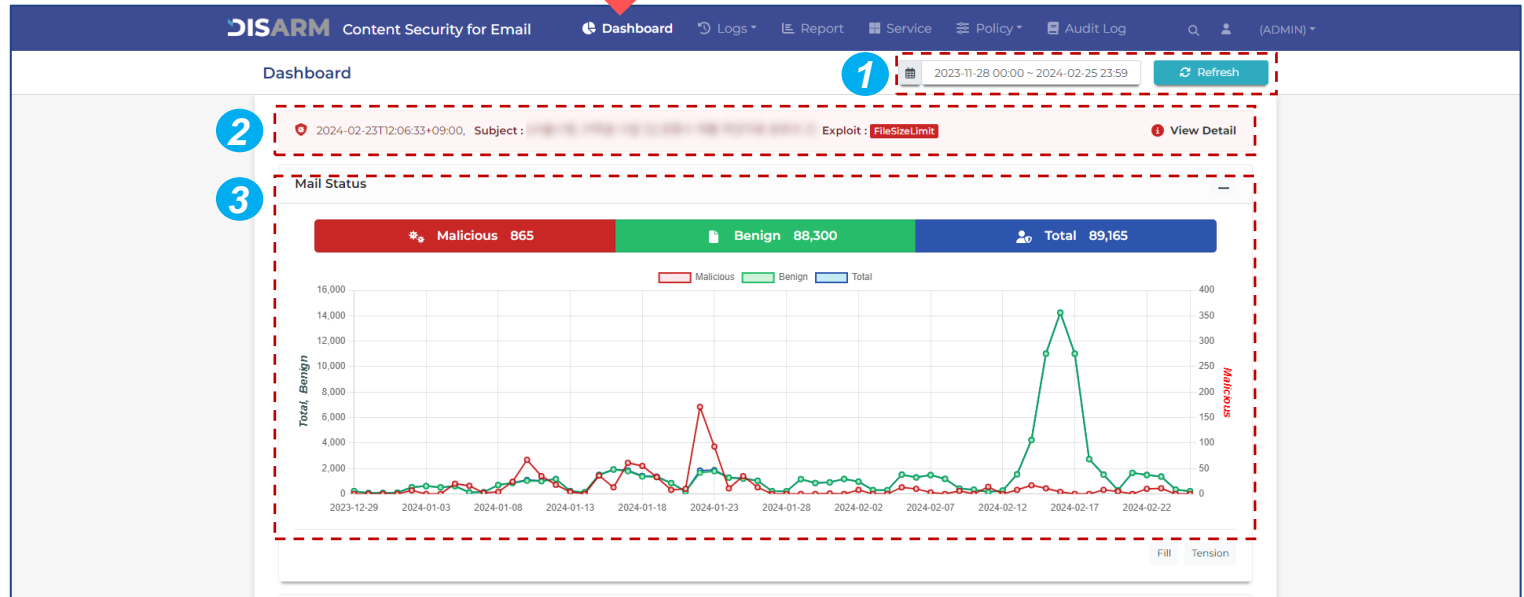 DISARM Content Security for Email Dashboard Logs Report Service Policy Audit Log (ADMIN)
Dashboard 1 2023-11-28 00:00 ~ 2024-02-25 23:59 Refresh
2 2024-02-23T12:06:33+09:00, Subject : Exploit : FileSizeLimit View Detail
3 Mail Status
Malicious 865 Benign 88,300 Total 89,165
Malicious Benign Total
16,000 400
14,000 350
12,000 300
10,000 250
8,000 200
6,000 150
4,000 100
2,000 50
0 0
Total, Benign
Malicious
2023-12-29 2024-01-03 2024-01-08 2024-01-13 2024-01-18 2024-01-23 2024-01-28 2024-02-02 2024-02-07 2024-02-12 2024-02-17 2024-02-22
Fill Tension